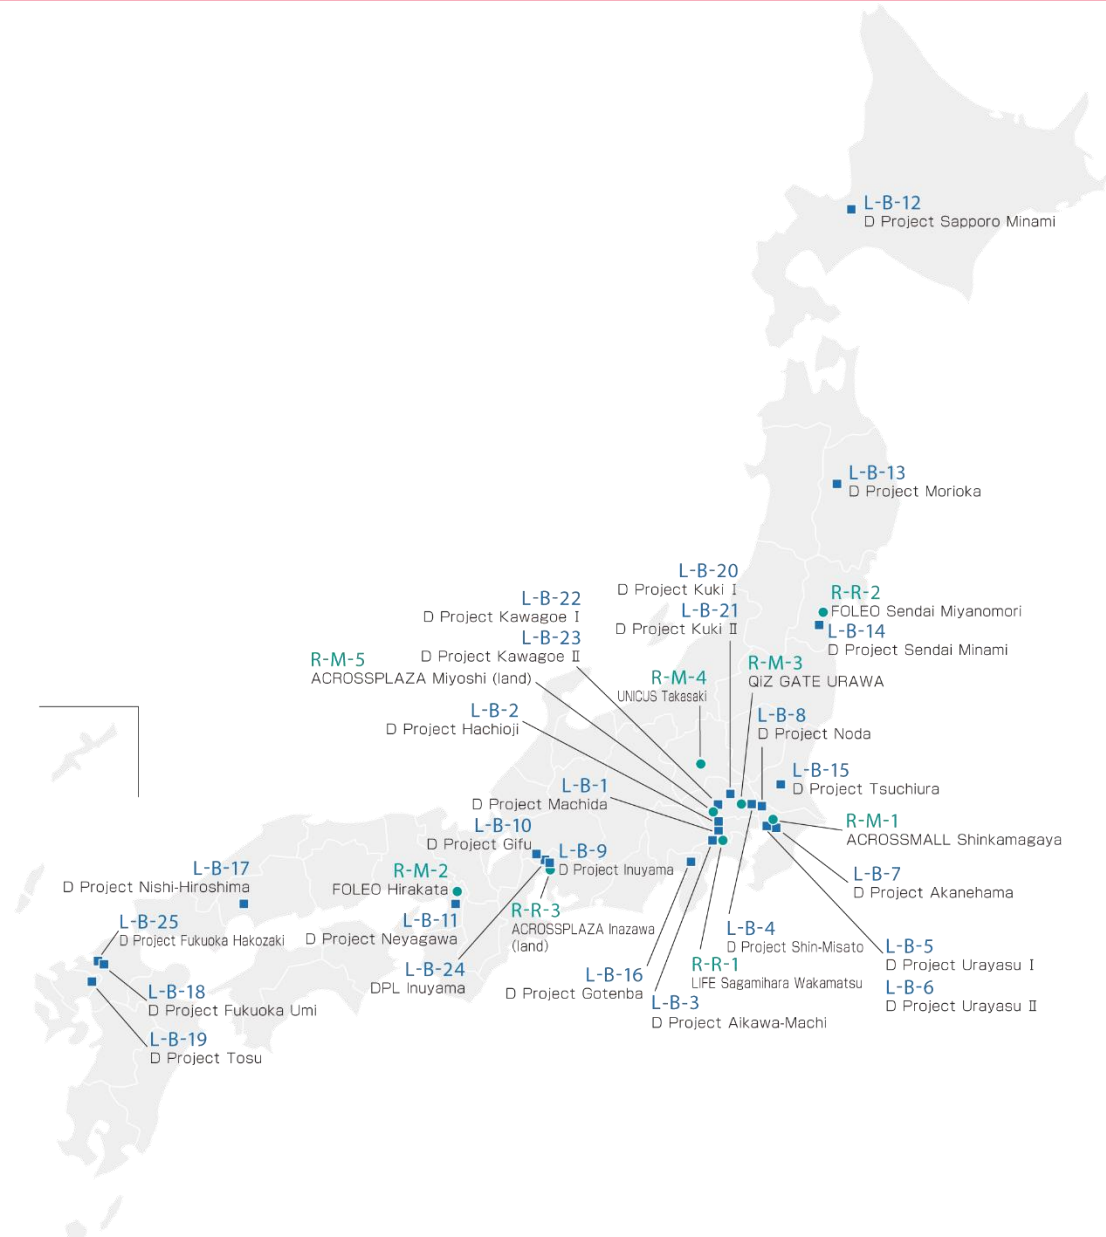 L-B-12
D Project Sapporo Minami
L-B-13
D Project Morioka
L-B-20
D Project Kuki Ⅰ
L-B-21
D Project Kuki Ⅱ
R-R-2
FOLEO Sendai Miyanomori
L-B-14
D Project Sendai Minami
L-B-22
D Project Kawagoe Ⅰ
L-B-23
D Project Kawagoe Ⅱ
R-M-5
ACROSSPLAZA Miyoshi (land)
R-M-4
UNICUS Takasaki
R-M-3
QiZ GATE URAWA
L-B-2
D Project Hachioji
L-B-8
D Project Noda
L-B-15
D Project Tsuchiura
L-B-1
D Project Machida
L-B-10
D Project Gifu
R-M-1
ACROSSMALL Shinkamagaya
L-B-9
D Project Inuyama
L-B-17
D Project Nishi-Hiroshima
R-M-2
FOLEO Hirakata
L-B-7
D Project Akanehama
L-B-25
D Project Fukuoka Hakozaki
L-B-11
D Project Neyagawa
R-R-3
ACROSSPLAZA Inazawa
(land)
L-B-4
D Project Shin-Misato
L-B-5
D Project Urayasu Ⅰ
L-B-6
D Project Urayasu Ⅱ
L-B-24
DPL Inuyama
L-B-16
D Project Gotenba
R-R-1
LIFE Sagamihara Wakamatsu
L-B-3
D Project Aikawa-Machi
L-B-18
D Project Fukuoka Umi
L-B-19
D Project Tosu